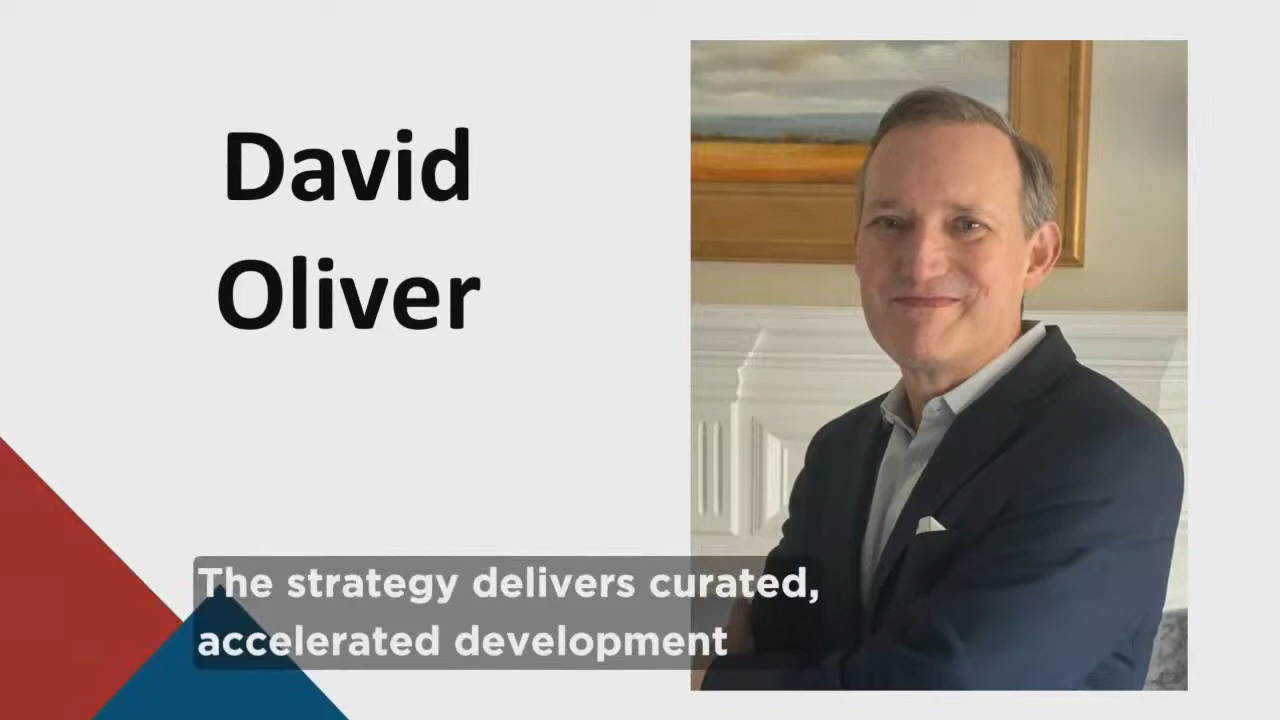 David
Oliver
The strategy delivers curated,
accelerated development